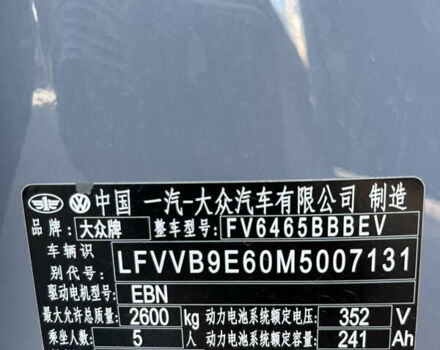 中国 一汽-大众汽车有限公司 制造
品牌 大众牌 整车型号 FV6465BBBEV
车辆识
别代号 LFVVB9E60M5007131
驱动电机型号 EBN
最大允许总质量 2600 kg 动力电池系统额定电压 352 V
乘坐人数 5 人 动力电池系统额定容量 241 Ah